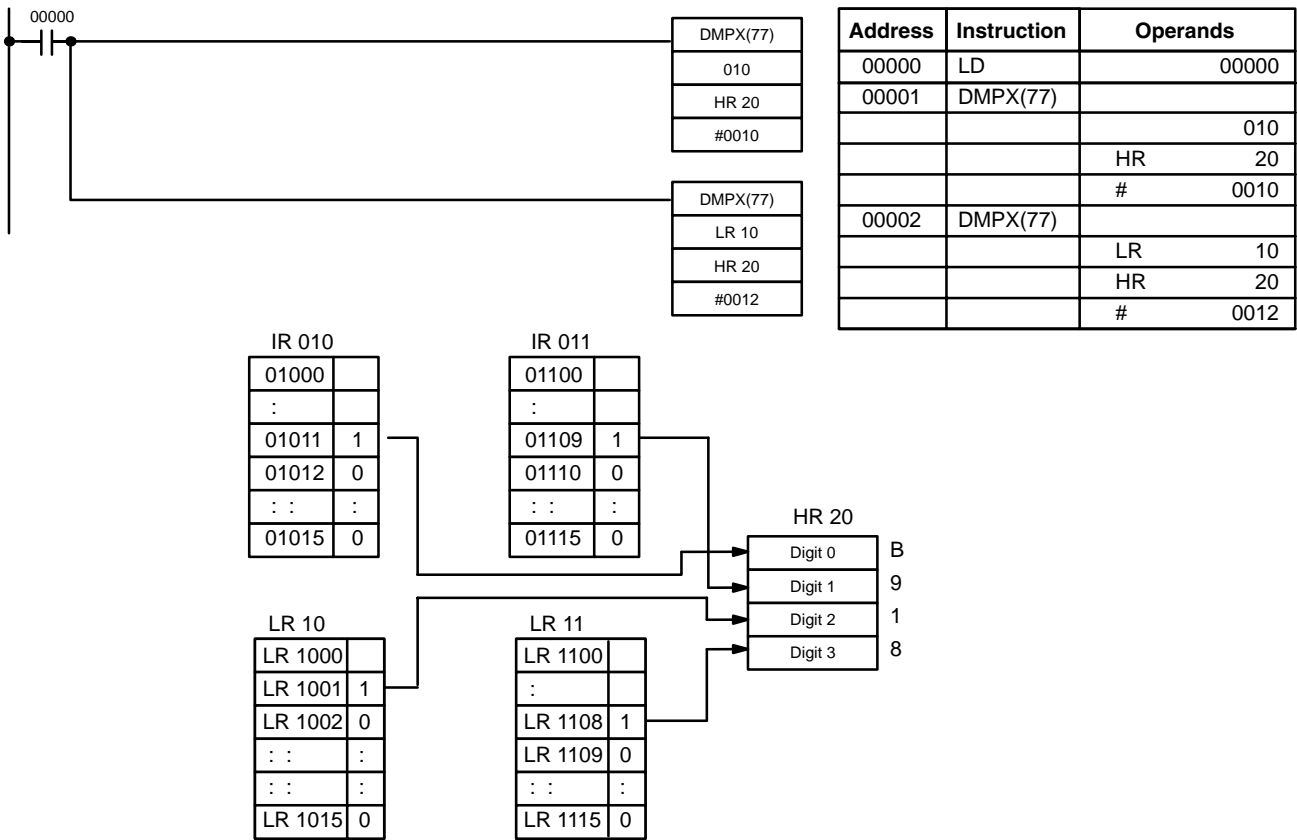 00000
DMPX(77)
010
HR 20
#0010
DMPX(77)
LR 10
HR 20
#0012
Address Instruction Operands
00000 LD 00000
00001 DMPX(77)
010
HR 20
# 0010
00002 DMPX(77)
LR 10
HR 20
# 0012
IR 010
01000
:
01011 1
01012 0
: : :
01015 0
IR 011
01100
:
01109 1
01110 0
: : :
01115 0
HR 20
Digit 0 B
Digit 1 9
Digit 2 1
Digit 3 8
LR 10
LR 1000
LR 1001 1
LR 1002 0
: : :
: : :
LR 1015 0
LR 11
LR 1100
:
LR 1108 1
LR 1109 0
: : :
LR 1115 0